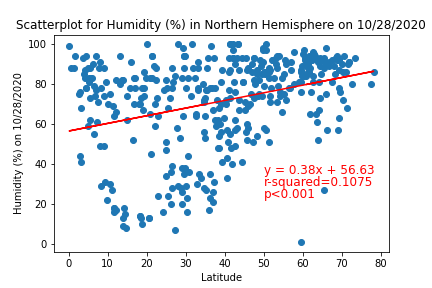 Scatterplot for Humidity (%) in Northern Hemisphere on 10/28/2020
100
80
60
40
20
0
Humidity (%) on 10/28/2020
y = 0.38x + 56.63
r-squared=0.1075
p<0.001
0 10 20 30 40 50 60 70 80
Latitude